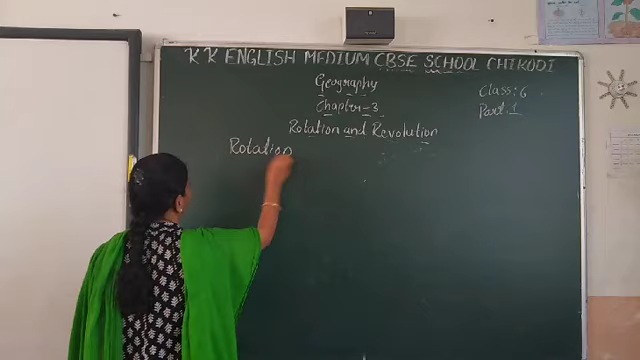 K K ENGLISH MEDIUM CBSE SCHOOL CHIKODI
Geography
Class: 6
Chapter-3
Part. 1
Rotation and Revolution
Rotation